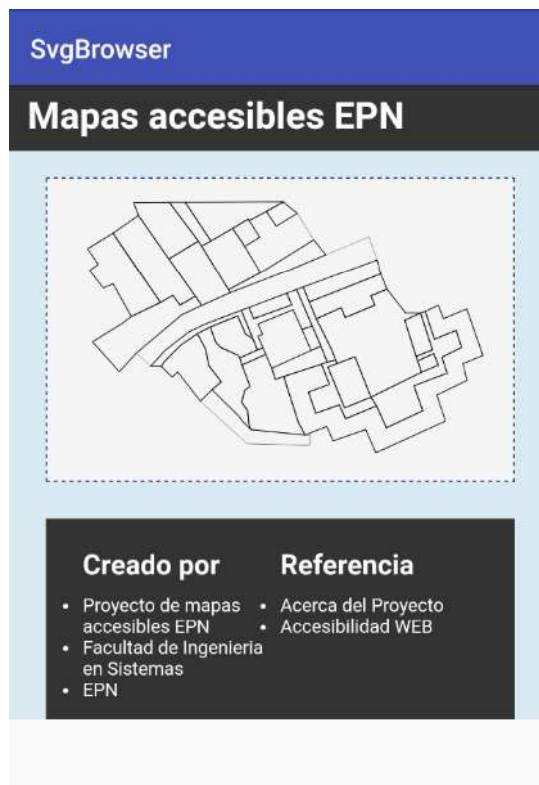 SvgBrowser
Mapas accesibles EPN
Creado por
• Proyecto de mapas
accesibles EPN
• Facultad de Ingenieria
en Sistemas
• EPN
Referencia
• Acerca del Proyecto
• Accesibilidad WEB